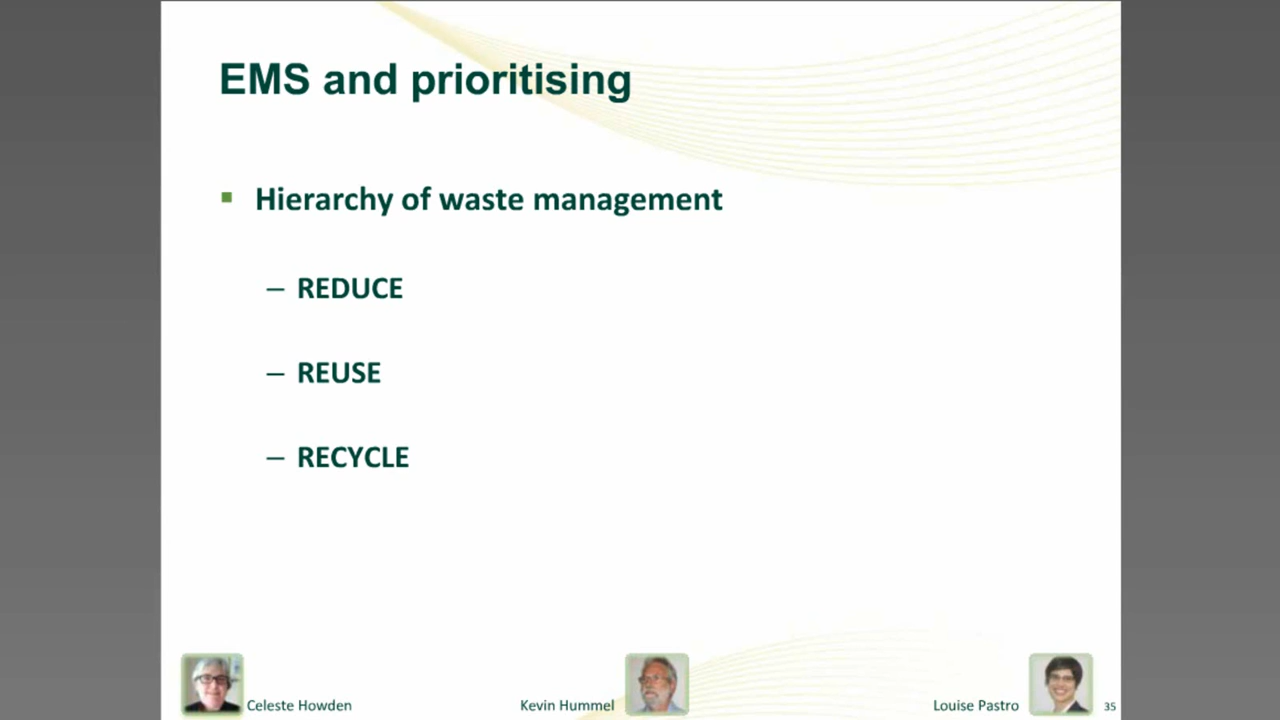 EMS and prioritising
▪ Hierarchy of waste management
– REDUCE
– REUSE
– RECYCLE
Celeste Howden
Kevin Hummel
Louise Pastro
35